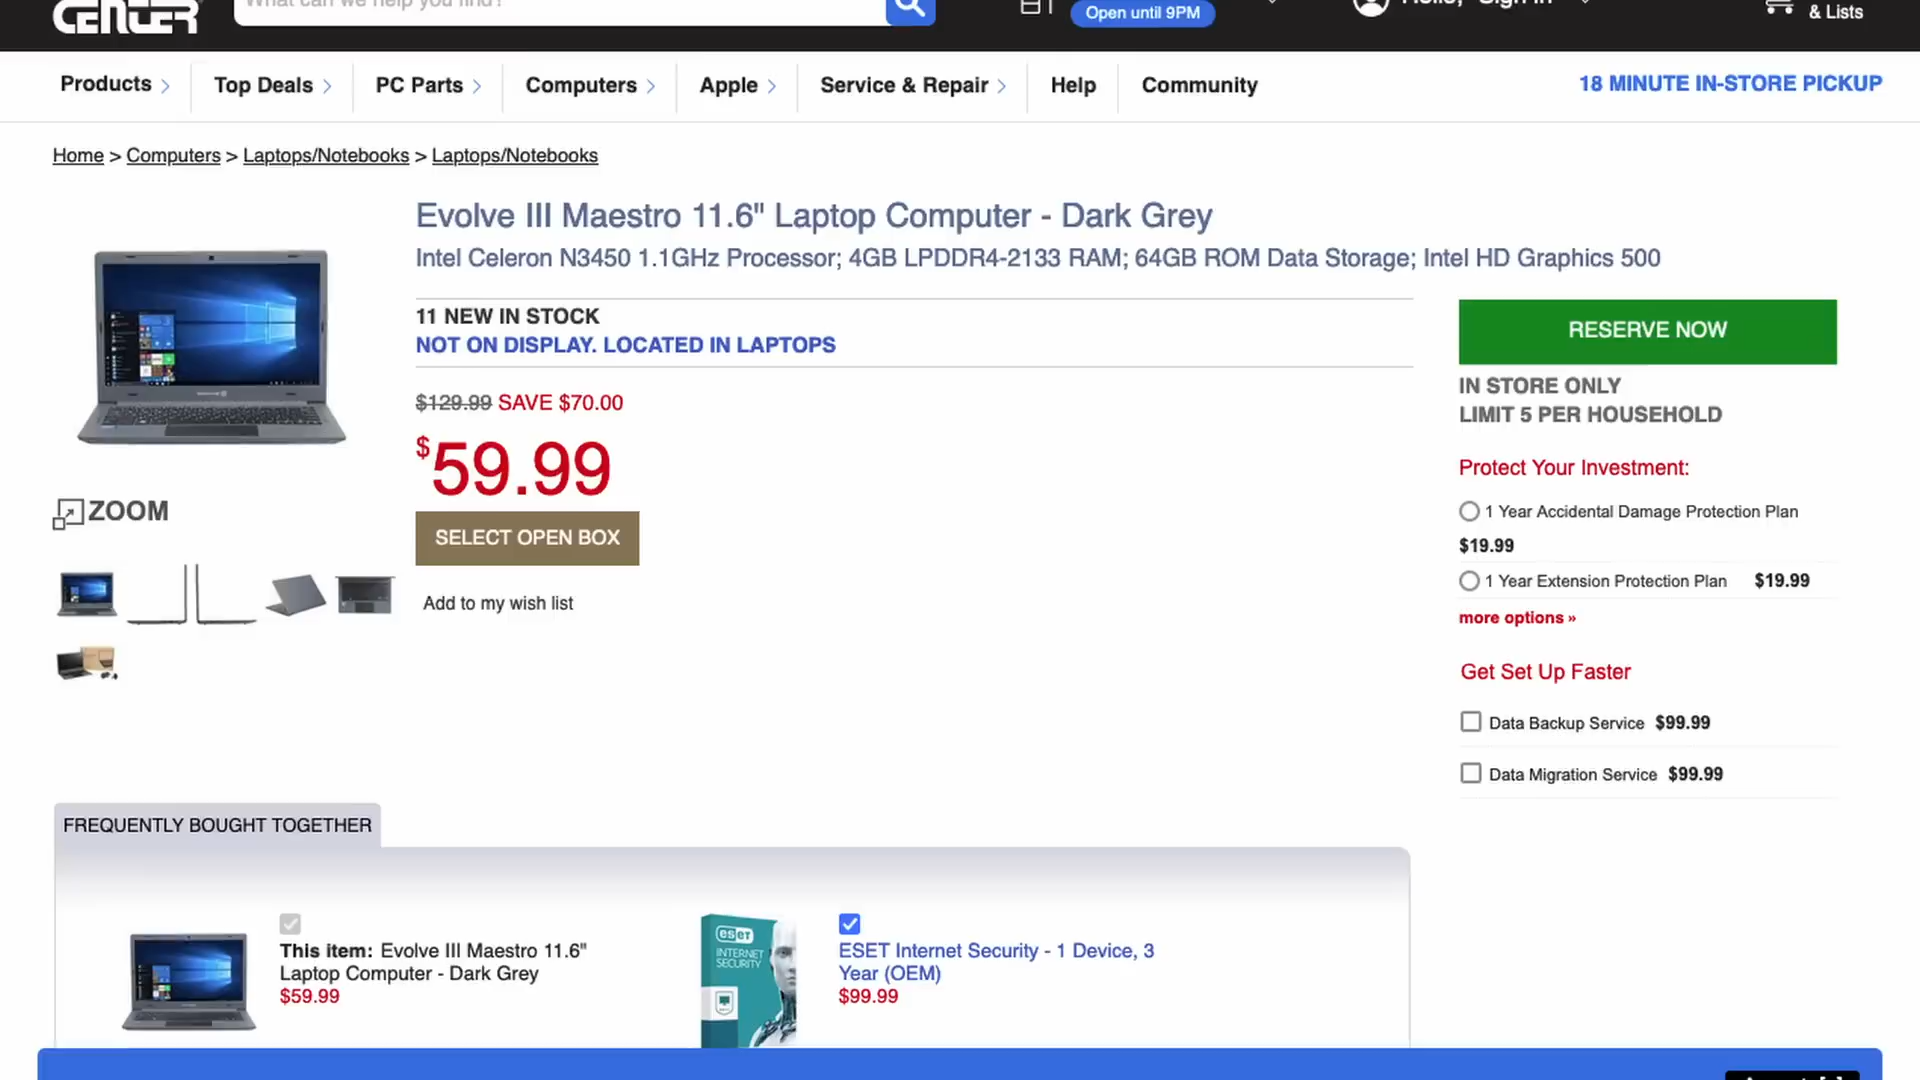 CENTER
What can we help you find?
Open until 9PM
& Lists
Products
Top Deals
PC Parts
Computers
Apple
Service & Repair
Help
Community
18 MINUTE IN-STORE PICKUP
Home > Computers > Laptops/Notebooks > Laptops/Notebooks
Evolve III Maestro 11.6" Laptop Computer - Dark Grey
Intel Celeron N3450 1.1GHz Processor; 4GB LPDDR4-2133 RAM; 64GB ROM Data Storage; Intel HD Graphics 500
11 NEW IN STOCK
NOT ON DISPLAY. LOCATED IN LAPTOPS
$129.99 SAVE $70.00
$59.99
SELECT OPEN BOX
Add to my wish list
ZOOM
RESERVE NOW
IN STORE ONLY
LIMIT 5 PER HOUSEHOLD
Protect Your Investment:
1 Year Accidental Damage Protection Plan
$19.99
1 Year Extension Protection Plan $19.99
more options »
Get Set Up Faster
Data Backup Service $99.99
Data Migration Service $99.99
FREQUENTLY BOUGHT TOGETHER
This item: Evolve III Maestro 11.6"
Laptop Computer - Dark Grey
$59.99
eset
INTERNET
SECURITY
ESET Internet Security - 1 Device, 3
Year (OEM)
$99.99